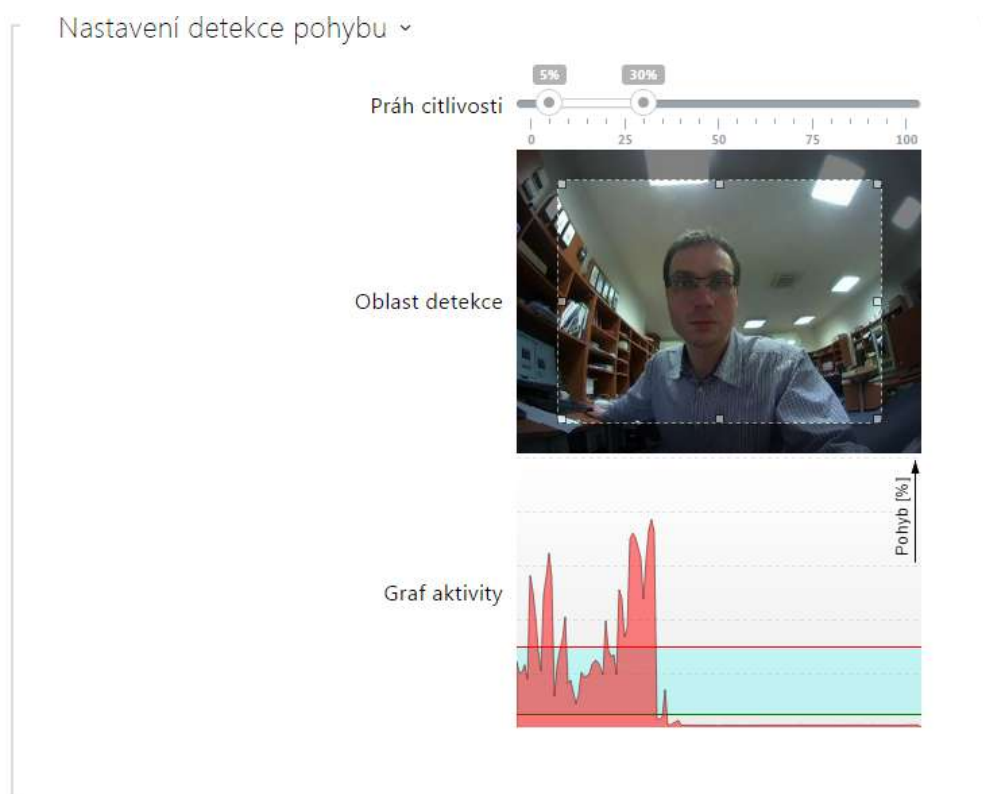 Nastavení detekce pohybu
5% 30%
Práh citlivosti
0 25 50 75 100
Oblast detekce
Pohyb [%]
Graf aktivity